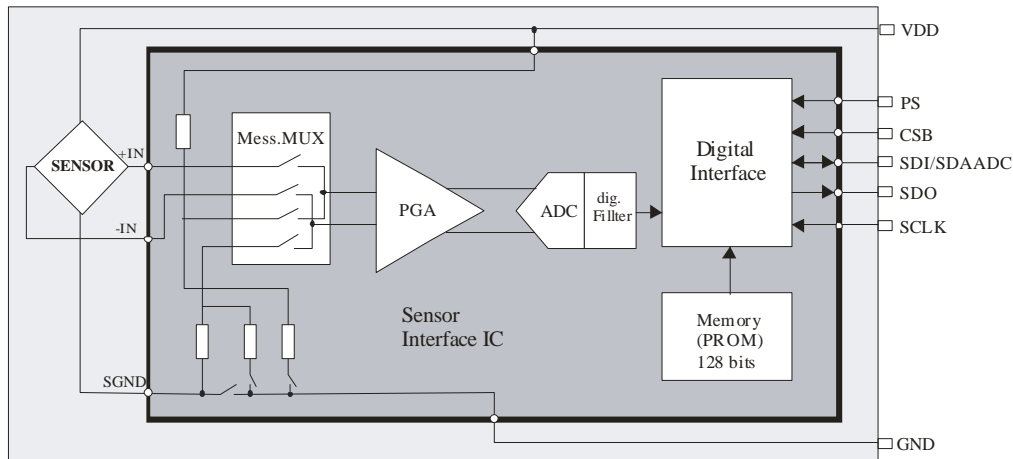 VDD
PS
CSB
SDI/SDAADC
SDO
SCLK
GND
SENSOR
+IN
-IN
SGND
Mess.MUX
PGA
ADC
dig.
Fillter
Digital
Interface
Memory
(PROM)
128 bits
Sensor
Interface IC